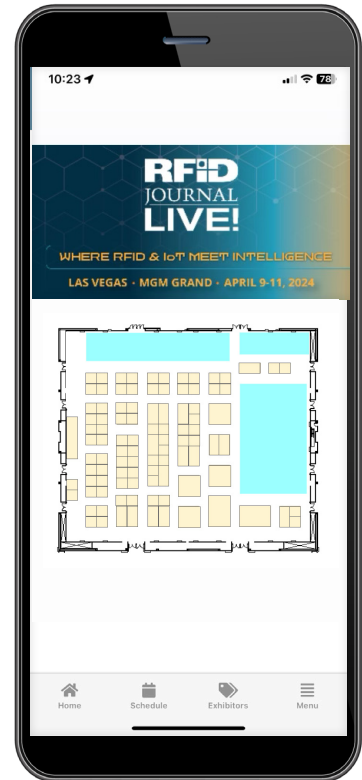 10:23
78
RFiD
JOURNAL
LIVE!
WHERE RFID & IoT MEET INTELLIGENCE
LAS VEGAS • MGM GRAND • APRIL 9-11, 2024
Home Schedule Exhibitors Menu